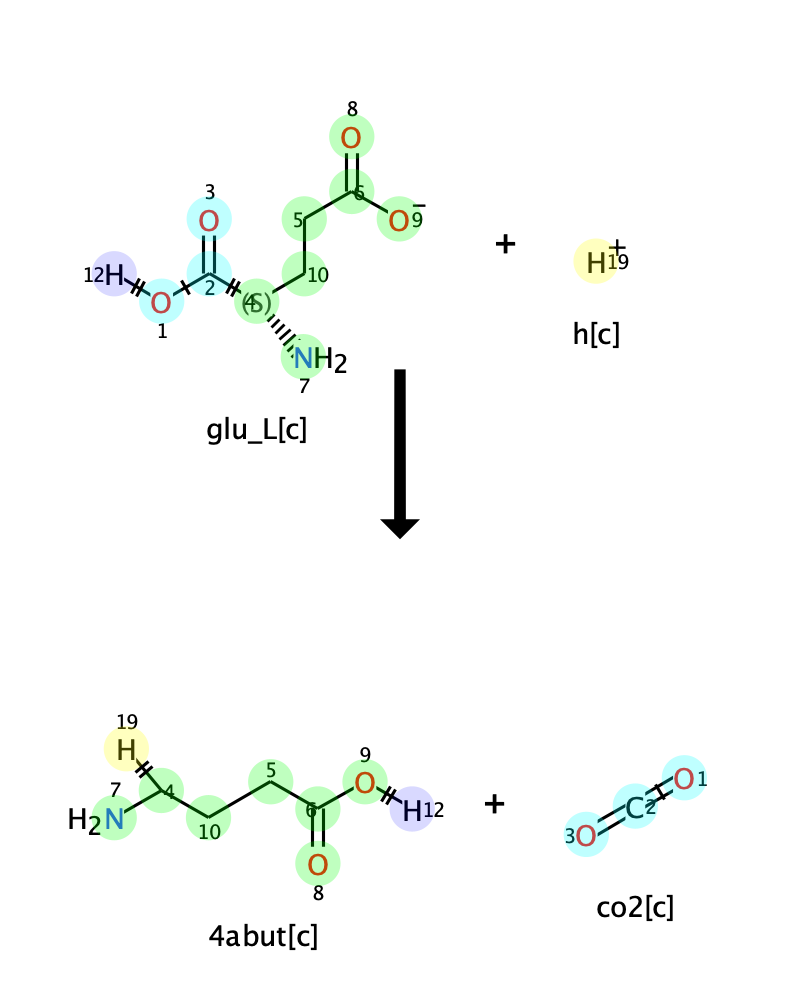 8
O
3
O
6
5
O⁻ 9
+
H⁺ 19
12 H
2
(S) 4
10
O
1
NH₂
7
h[c]
glu_L[c]
19
H
7
4
5
9
O
H₂N
10
6
H 12
O
8
+
O 1
C 2
3 O
4abut[c]
co2[c]